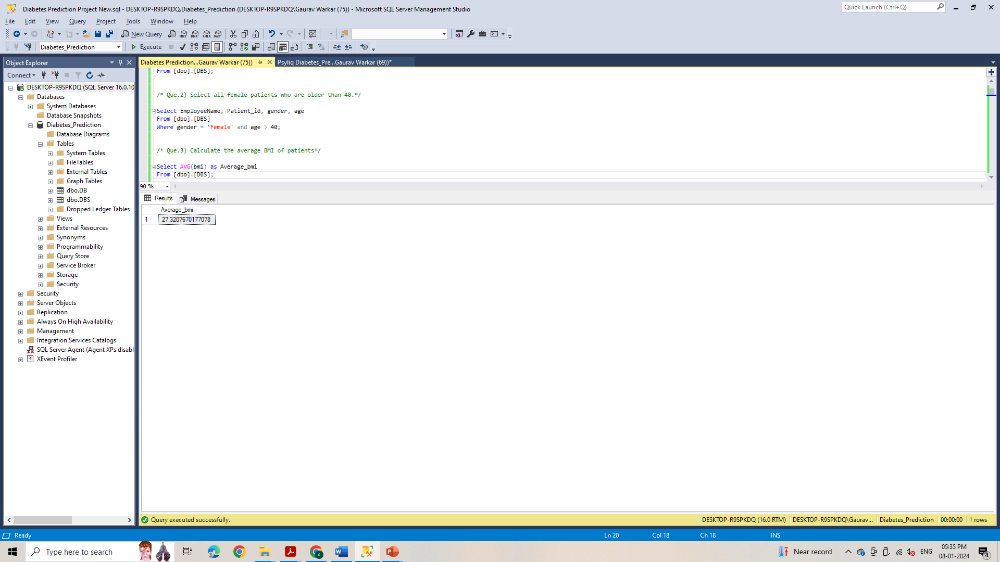 Diabetes Prediction Project New.sql - DESKTOP-R9SPKDQ.Diabetes_Prediction (DESKTOP-R9SPKDQ\Gaurav Warkar (75)) - Microsoft SQL Server Management Studio
Quick Launch (Ctrl+Q)
File Edit View Query Project Tools Window Help
New Query
MDX DMX XMLA DAX
Diabetes_Prediction
Execute
Object Explorer
Connect
DESKTOP-R9SPKDQ (SQL Server 16.0.10
Databases
System Databases
Database Snapshots
Diabetes_Prediction
Database Diagrams
Tables
System Tables
FileTables
External Tables
Graph Tables
dbo.DB
dbo.DBS
Dropped Ledger Tables
Views
External Resources
Synonyms
Programmability
Query Store
Service Broker
Storage
Security
Security
Server Objects
Replication
Always On High Availability
Management
Integration Services Catalogs
SQL Server Agent (Agent XPs disabl
XEvent Profiler
Diabetes Prediction...Gaurav Warkar (75))
Psyliq Diabetes_Pre...Gaurav Warkar (69))*
From [dbo].[DBS];
/* Que.2) Select all female patients who are older than 40.*/
Select EmployeeName, Patient_id, gender, age
From [dbo].[DBS]
Where gender = 'Female' and age > 40;
/* Que.3) Calculate the average BMI of patients*/
Select AVG(bmi) as Average_bmi
From [dbo].[DBS];
90 %
Results Messages
Average_bmi
1 27.3207670177078
Query executed successfully.
DESKTOP-R9SPKDQ (16.0 RTM) DESKTOP-R9SPKDQ\Gaurav... Diabetes_Prediction 00:00:00 1 rows
Ready
Ln 20 Col 18 Ch 18 INS
Type here to search
Near record
ENG
05:35 PM
08-01-2024
4